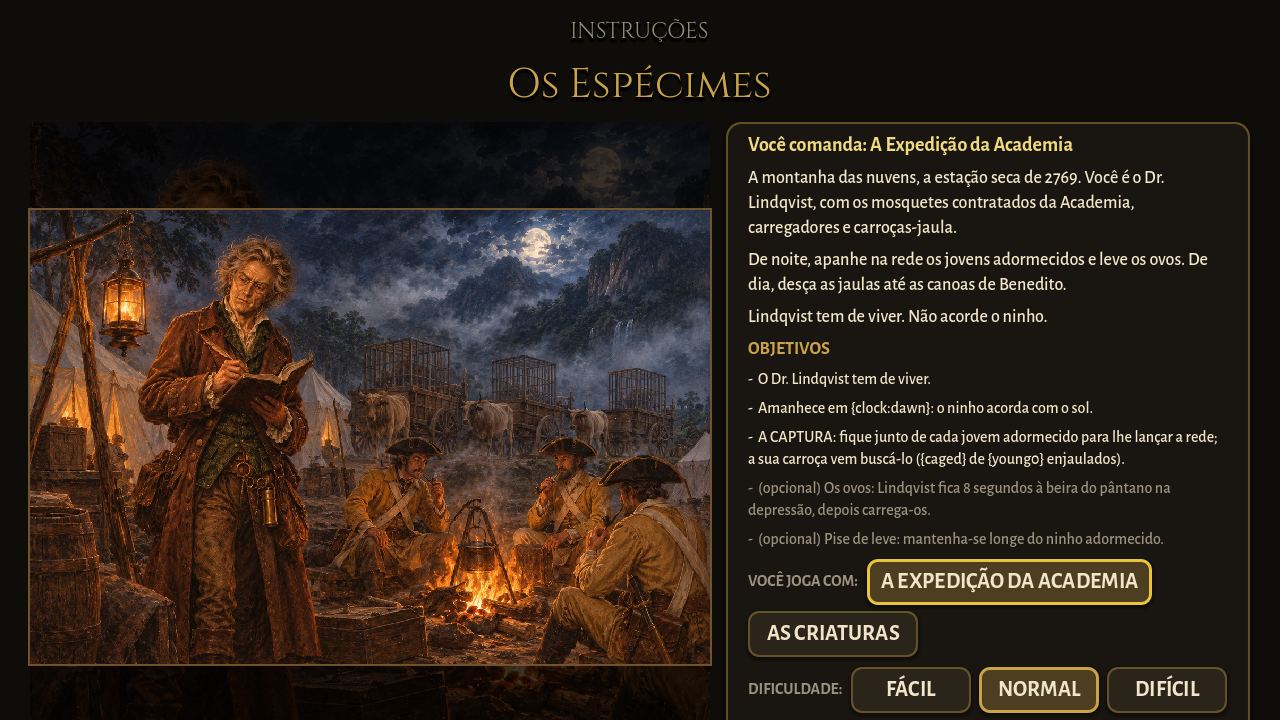 INSTRUÇÕES
Os Espécimes
Você comanda: A Expedição da Academia
A montanha das nuvens, a estação seca de 2769. Você é o Dr.
Lindqvist, com os mosquetes contratados da Academia,
carregadores e carroças-jaula.
De noite, apanhe na rede os jovens adormecidos e leve os ovos. De
dia, desça as jaulas até as canoas de Benedito.
Lindqvist tem de viver. Não acorde o ninho.
OBJETIVOS
- O Dr. Lindqvist tem de viver.
- Amanhece em {clock:dawn}: o ninho acorda com o sol.
- A CAPTURA: fique junto de cada jovem adormecido para lhe lançar a rede;
a sua carroça vem buscá-lo ({caged} de {young0} enjaulados).
- (opcional) Os ovos: Lindqvist fica 8 segundos à beira do pântano na
depressão, depois carrega-os.
- (opcional) Pise de leve: mantenha-se longe do ninho adormecido.
VOCÊ JOGA COM: A EXPEDIÇÃO DA ACADEMIA
AS CRIATURAS
DIFICULDADE: FÁCIL NORMAL DIFÍCIL